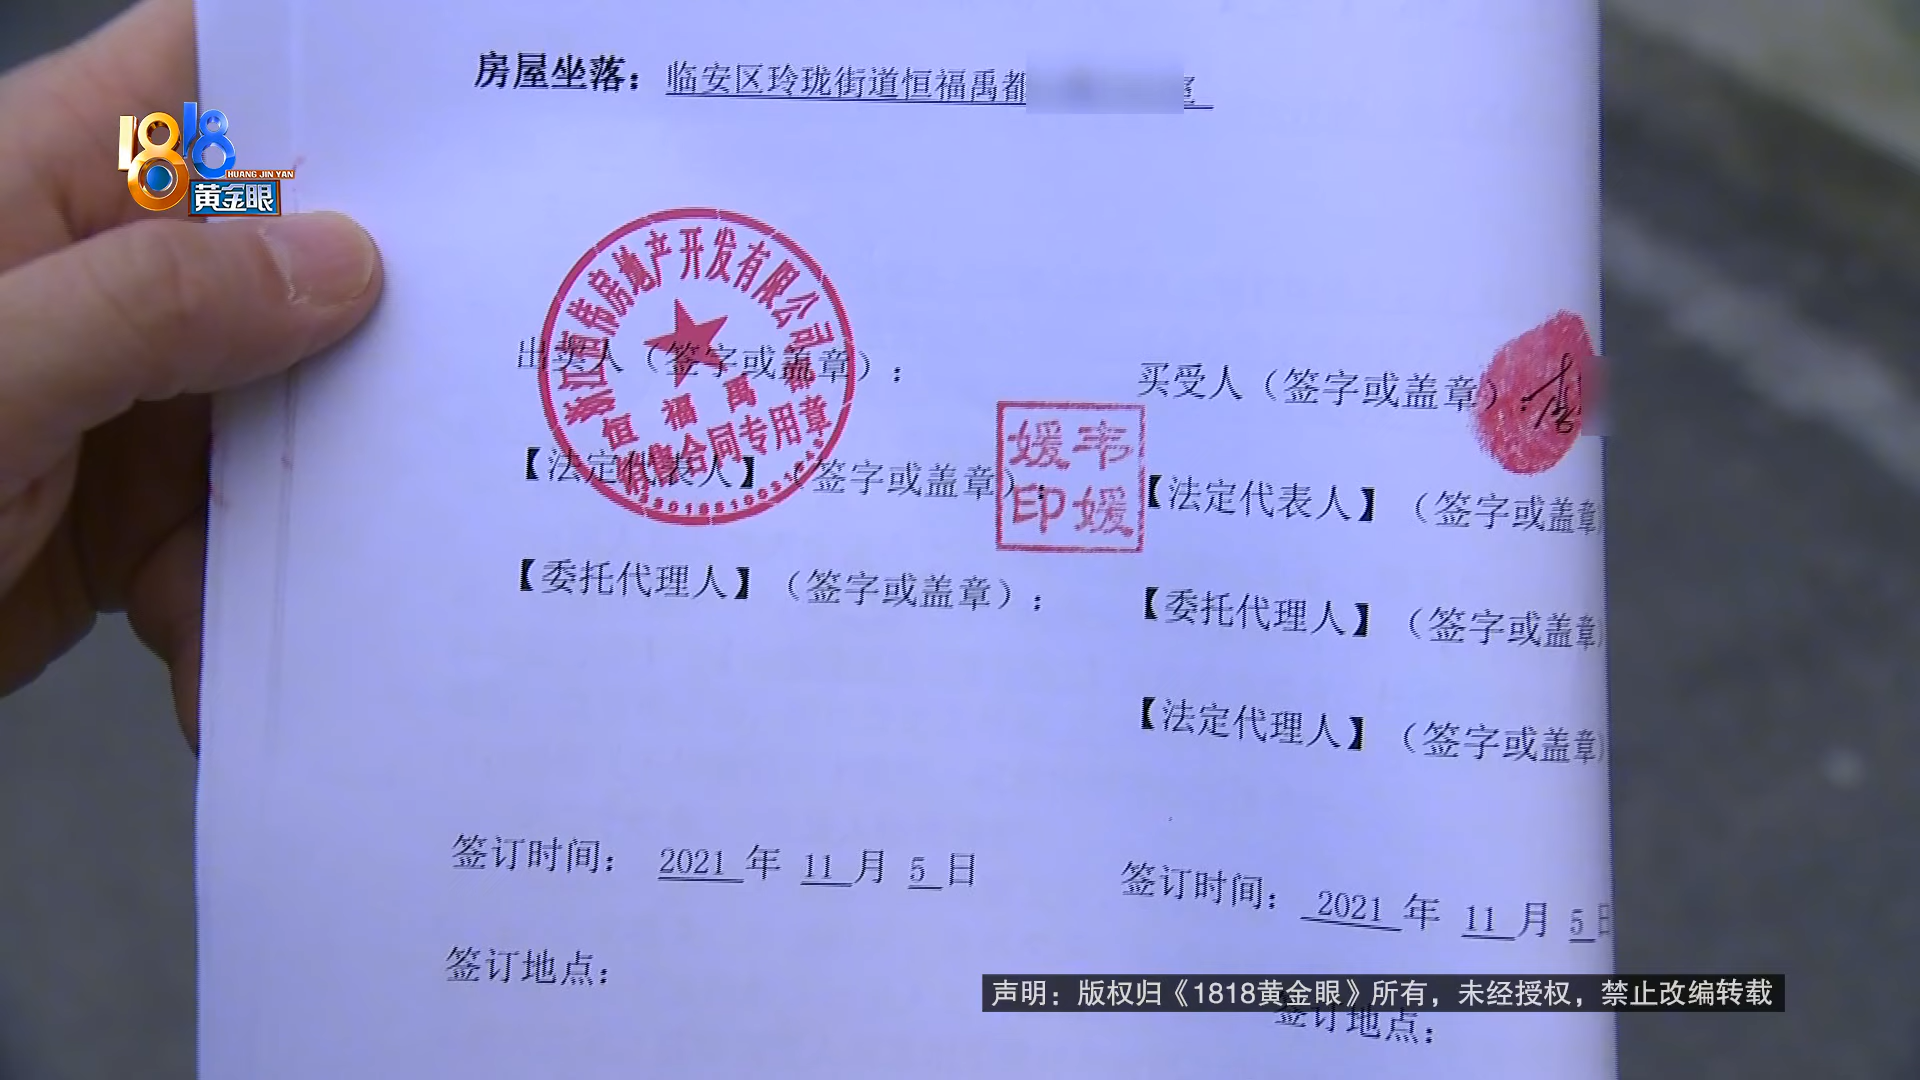 房屋坐落：临安区玲珑街道恒福禹都
1818
HUANG JIN YAN
黄金眼
房地产开发有限公司
恒福禹都
销售合同专用章
出卖人（签字或盖章）：
买受人（签字或盖章）：
韦媛媛印
【法定代表人】（签字或盖章）：
【法定代表人】（签字或盖章）
【委托代理人】（签字或盖章）：
【委托代理人】（签字或盖章）
【法定代理人】（签字或盖章）
签订时间：2021年11月5日
签订时间：2021年11月5日
签订地点：
签订地点：
声明：版权归《1818黄金眼》所有，未经授权，禁止改编转载